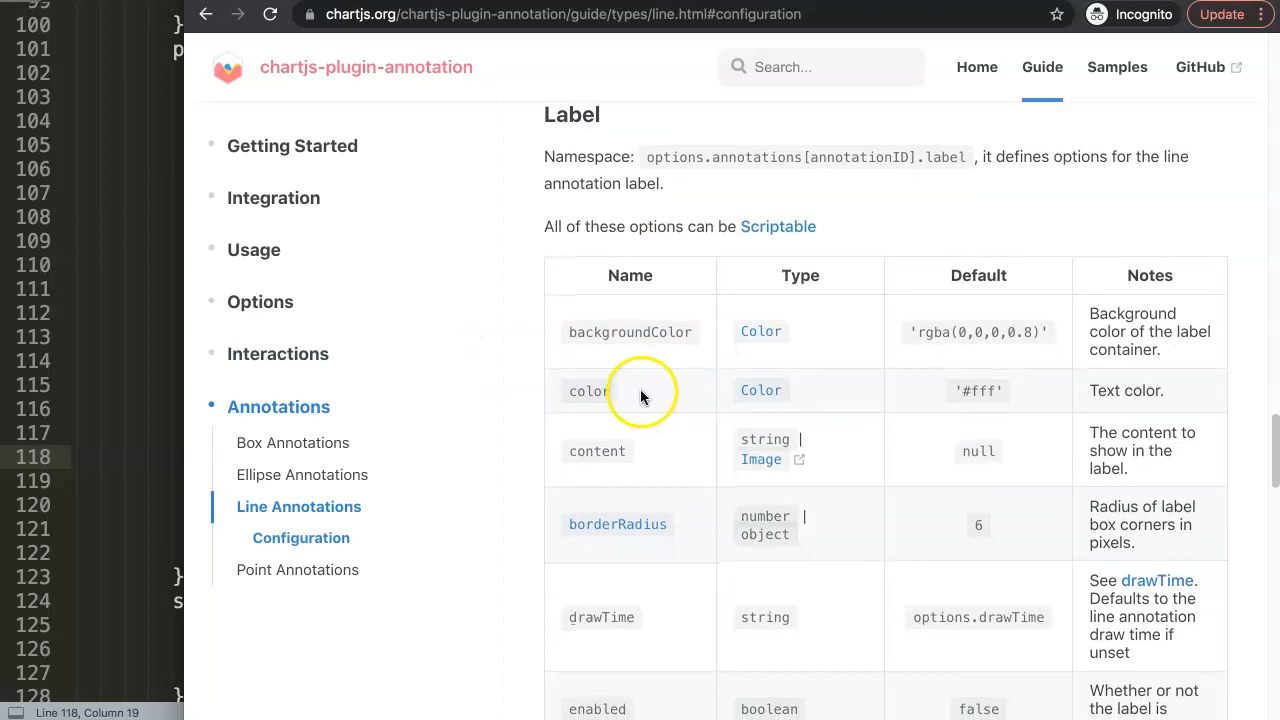 99
100
101
102
103
104
105
106
107
108
109
110
111
112
113
114
115
116
117
118
119
120
121
122
123
124
125
126
127
128
}
p
}
s
}
Line 118, Column 19
chartjs.org/chartjs-plugin-annotation/guide/types/line.html#configuration
Incognito
Update
chartjs-plugin-annotation
Search...
Home
Guide
Samples
GitHub
Getting Started
Integration
Usage
Options
Interactions
Annotations
Box Annotations
Ellipse Annotations
Line Annotations
Configuration
Point Annotations
Label
Namespace: options.annotations[annotationID].label , it defines options for the line
annotation label.
All of these options can be Scriptable
Name Type Default Notes
backgroundColor Color 'rgba(0,0,0,0.8)' Background
color of the label
container.
color Color '#fff' Text color.
content string | Image null The content to
show in the
label.
borderRadius number | object 6 Radius of label
box corners in
pixels.
drawTime string options.drawTime See drawTime.
Defaults to the
line annotation
draw time if
unset
enabled boolean false Whether or not
the label is